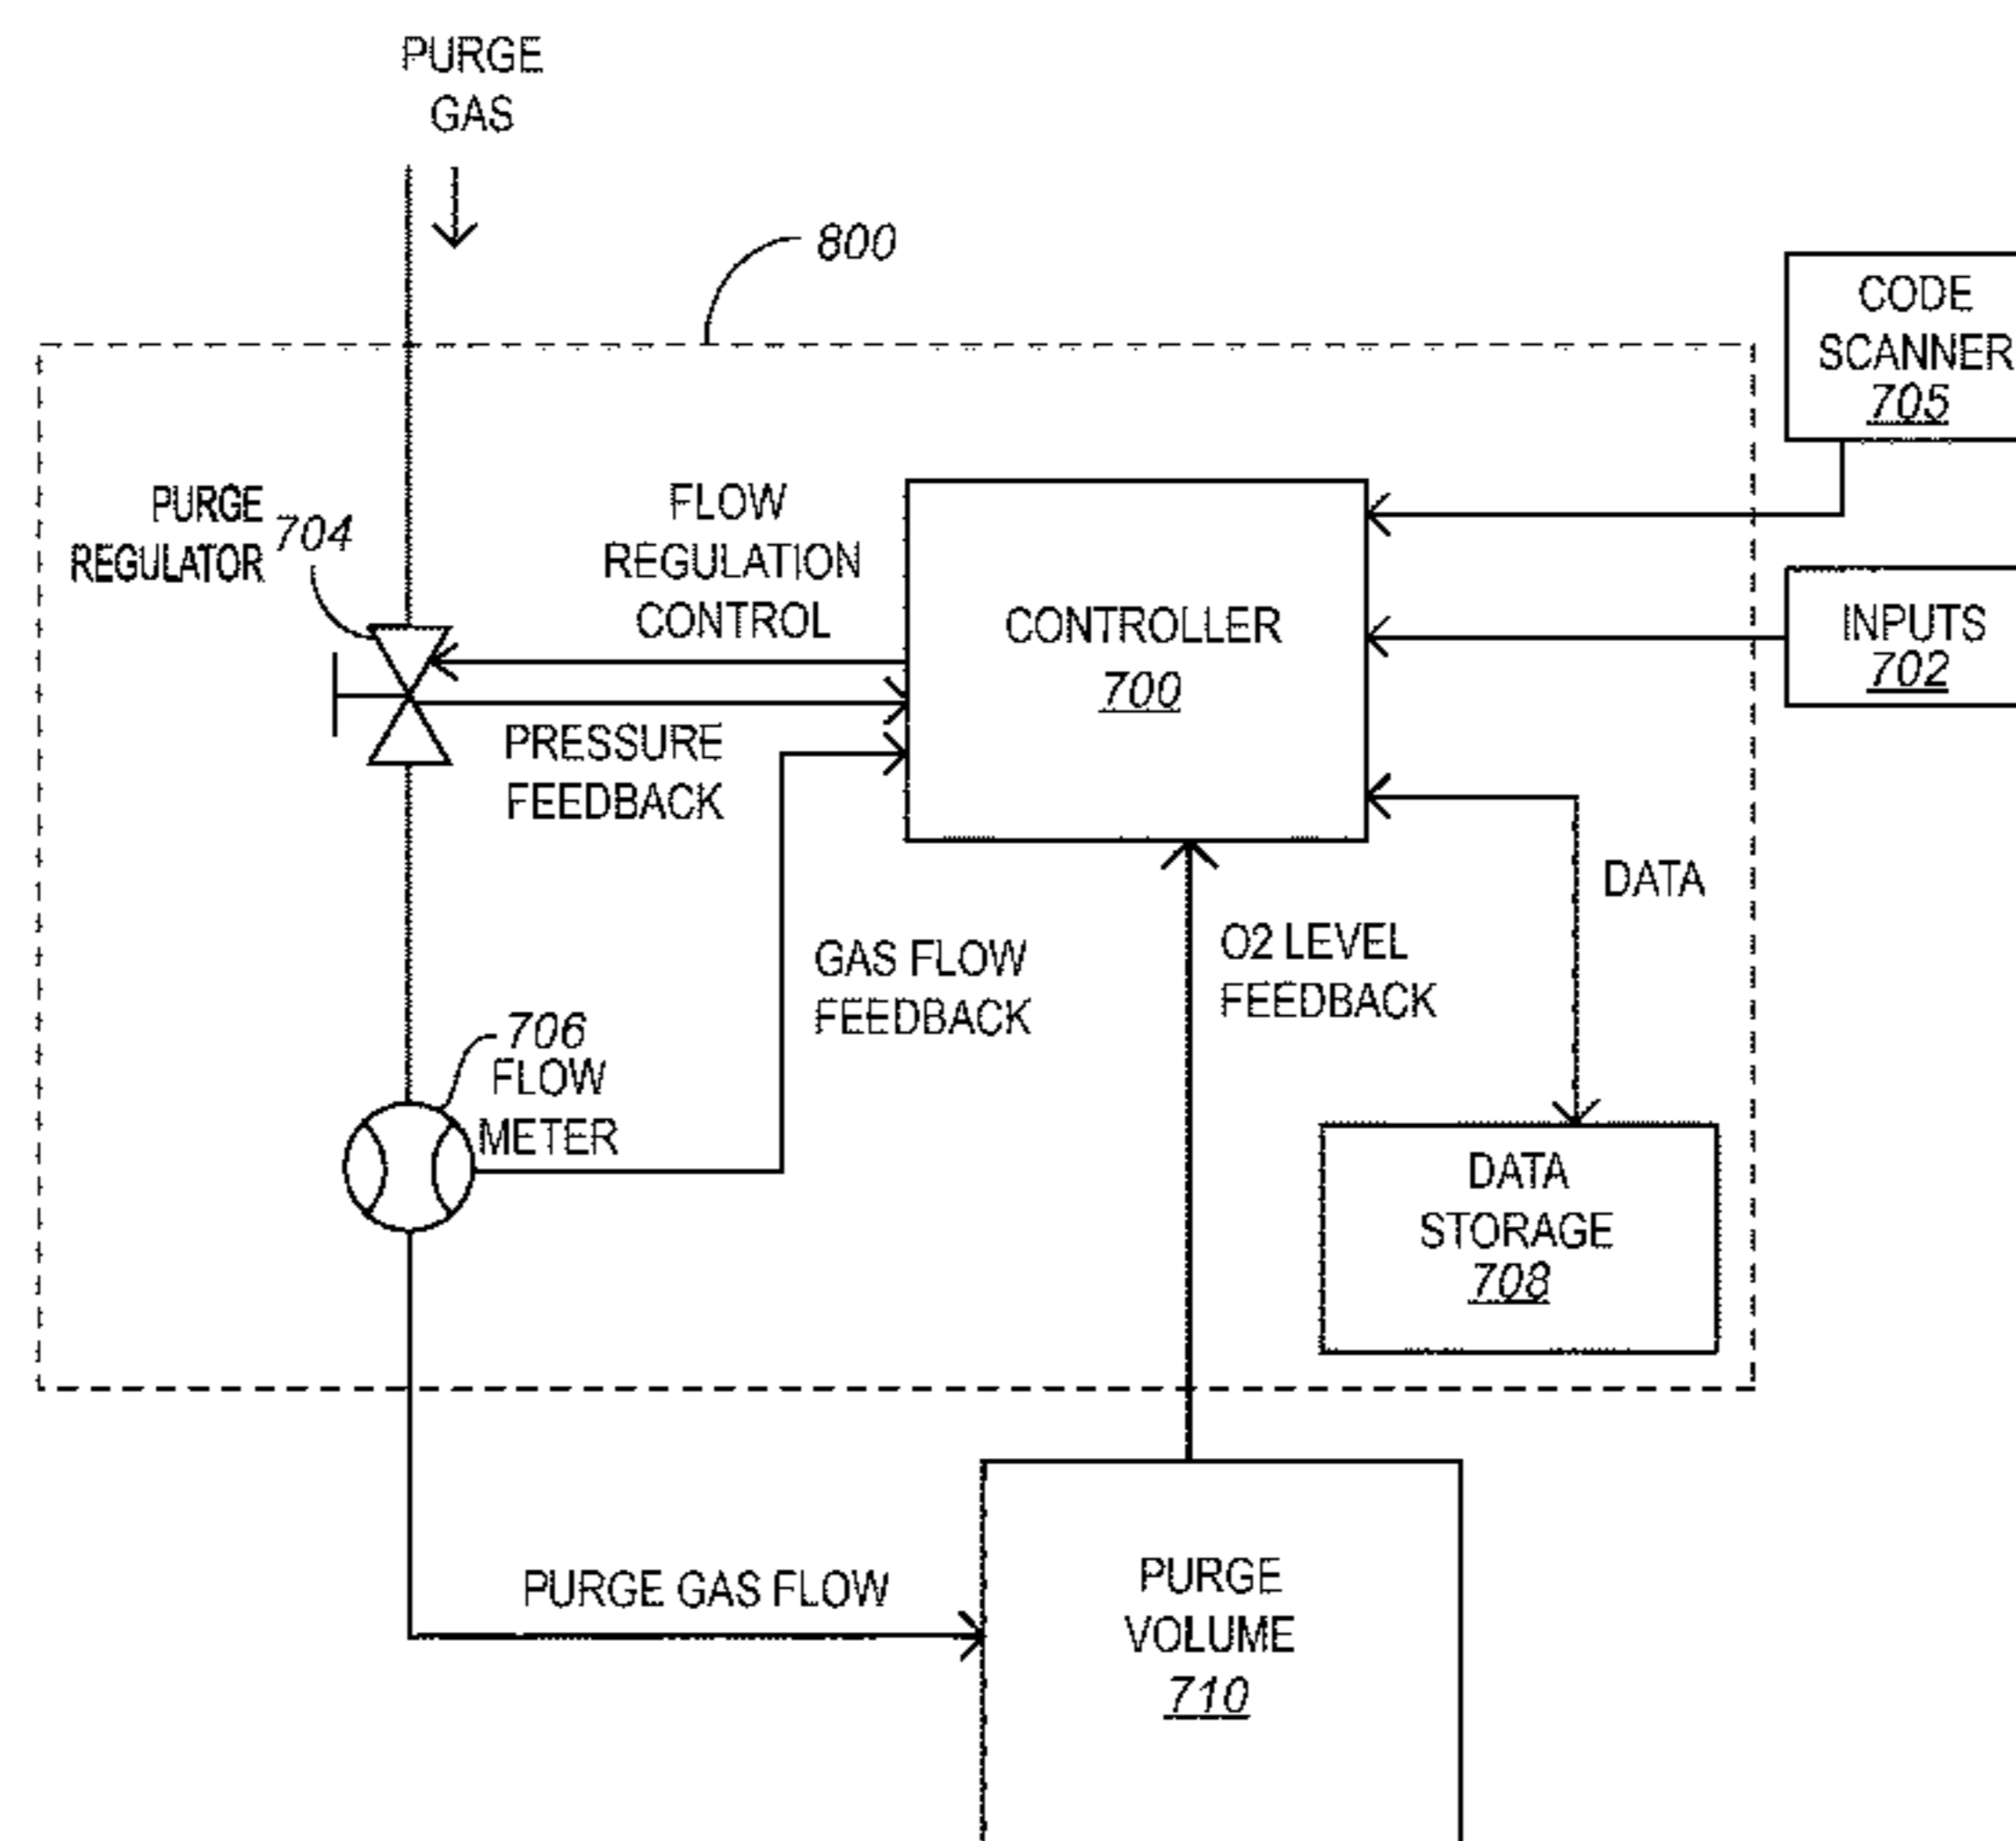 PURGE
GAS
800
CODE
SCANNER
705
PURGE
REGULATOR
704
FLOW
REGULATION
CONTROL
CONTROLLER
700
INPUTS
702
PRESSURE
FEEDBACK
DATA
GAS FLOW
FEEDBACK
O2 LEVEL
FEEDBACK
706
FLOW
METER
DATA
STORAGE
708
PURGE GAS FLOW
PURGE
VOLUME
710